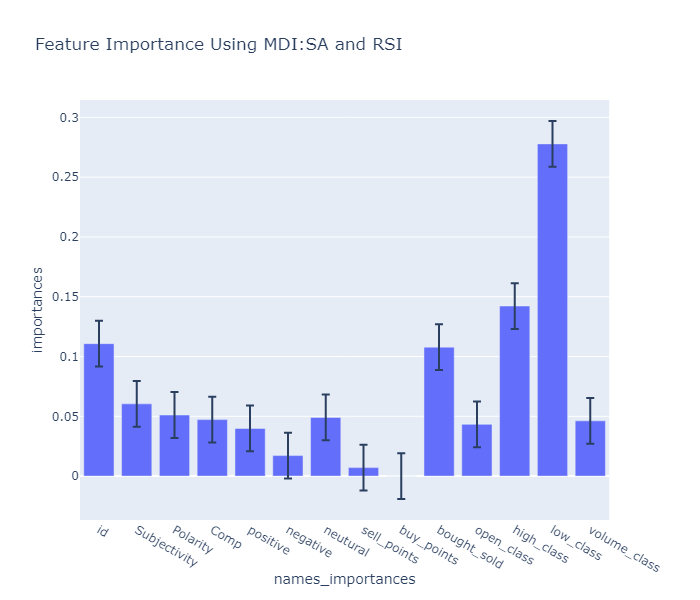 Feature Importance Using MDI:SA and RSI
0.3
0.25
0.2
0.15
0.1
0.05
0
importances
id
Subjectivity
Polarity
Comp
positive
negative
neutural
sell_points
buy_points
bought_sold
open_class
high_class
low_class
volume_class
names_importances